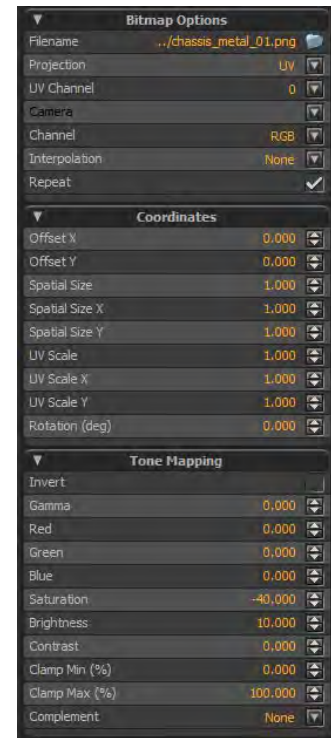 Bitmap Options
Filename ../chassis_metal_01.png
Projection UV
UV Channel 0
Camera
Channel RGB
Interpolation None
Repeat
Coordinates
Offset X 0.000
Offset Y 0.000
Spatial Size 1.000
Spatial Size X 1.000
Spatial Size Y 1.000
UV Scale 1.000
UV Scale X 1.000
UV Scale Y 1.000
Rotation (deg) 0.000
Tone Mapping
Invert
Gamma 0.000
Red 0.000
Green 0.000
Blue 0.000
Saturation -40.000
Brightness 10.000
Contrast 0.000
Clamp Min (%) 0.000
Clamp Max (%) 100.000
Complement None